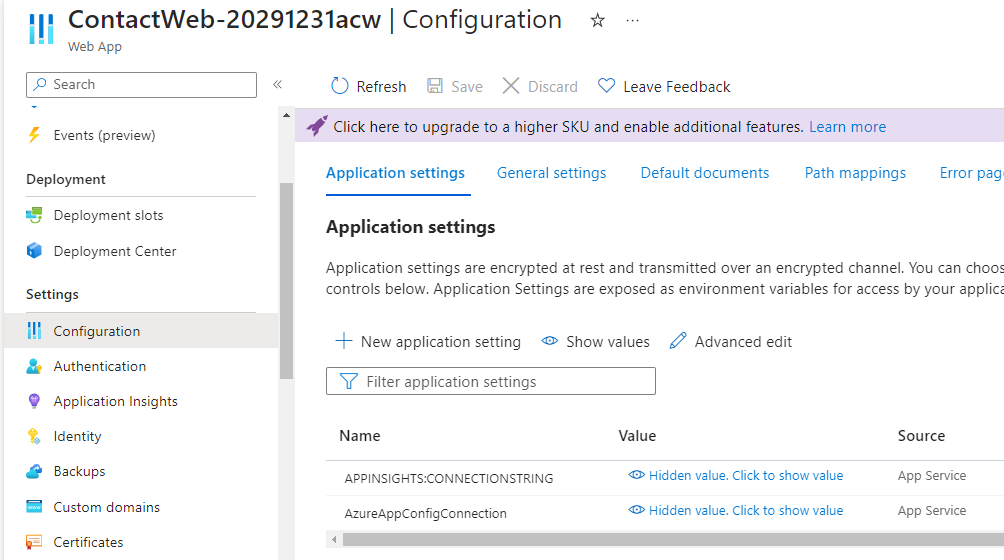 ContactWeb-20291231acw | Configuration
Web App
Search
Events (preview)
Deployment
Deployment slots
Deployment Center
Settings
Configuration
Authentication
Application Insights
Identity
Backups
Custom domains
Certificates
Refresh Save Discard Leave Feedback
Click here to upgrade to a higher SKU and enable additional features. Learn more
Application settings General settings Default documents Path mappings Error pag
Application settings
Application settings are encrypted at rest and transmitted over an encrypted channel. You can choos
controls below. Application Settings are exposed as environment variables for access by your applica
New application setting Show values Advanced edit
Filter application settings
Name Value Source
APPINSIGHTS:CONNECTIONSTRING Hidden value. Click to show value App Service
AzureAppConfigConnection Hidden value. Click to show value App Service